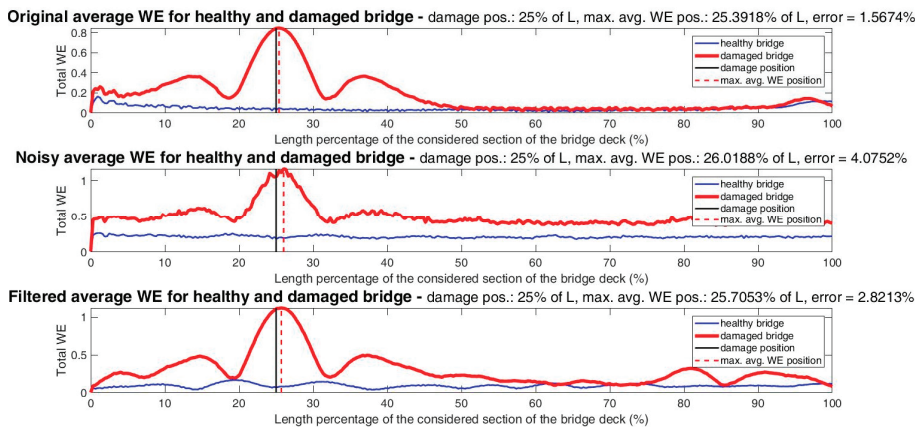 Original average WE for healthy and damaged bridge - damage pos.: 25% of L, max. avg. WE pos.: 25.3918% of L, error = 1.5674%
Total WE
0.8
0.6
0.4
0.2
0
healthy bridge
damaged bridge
damage position
max. avg. WE position
0 10 20 30 40 50 60 70 80 90 100
Length percentage of the considered section of the bridge deck (%)
Noisy average WE for healthy and damaged bridge - damage pos.: 25% of L, max. avg. WE pos.: 26.0188% of L, error = 4.0752%
Total WE
1
0.5
0
healthy bridge
damaged bridge
damage position
max. avg. WE position
0 10 20 30 40 50 60 70 80 90 100
Length percentage of the considered section of the bridge deck (%)
Filtered average WE for healthy and damaged bridge - damage pos.: 25% of L, max. avg. WE pos.: 25.7053% of L, error = 2.8213%
Total WE
1
0.5
0
healthy bridge
damaged bridge
damage position
max. avg. WE position
0 10 20 30 40 50 60 70 80 90 100
Length percentage of the considered section of the bridge deck (%)